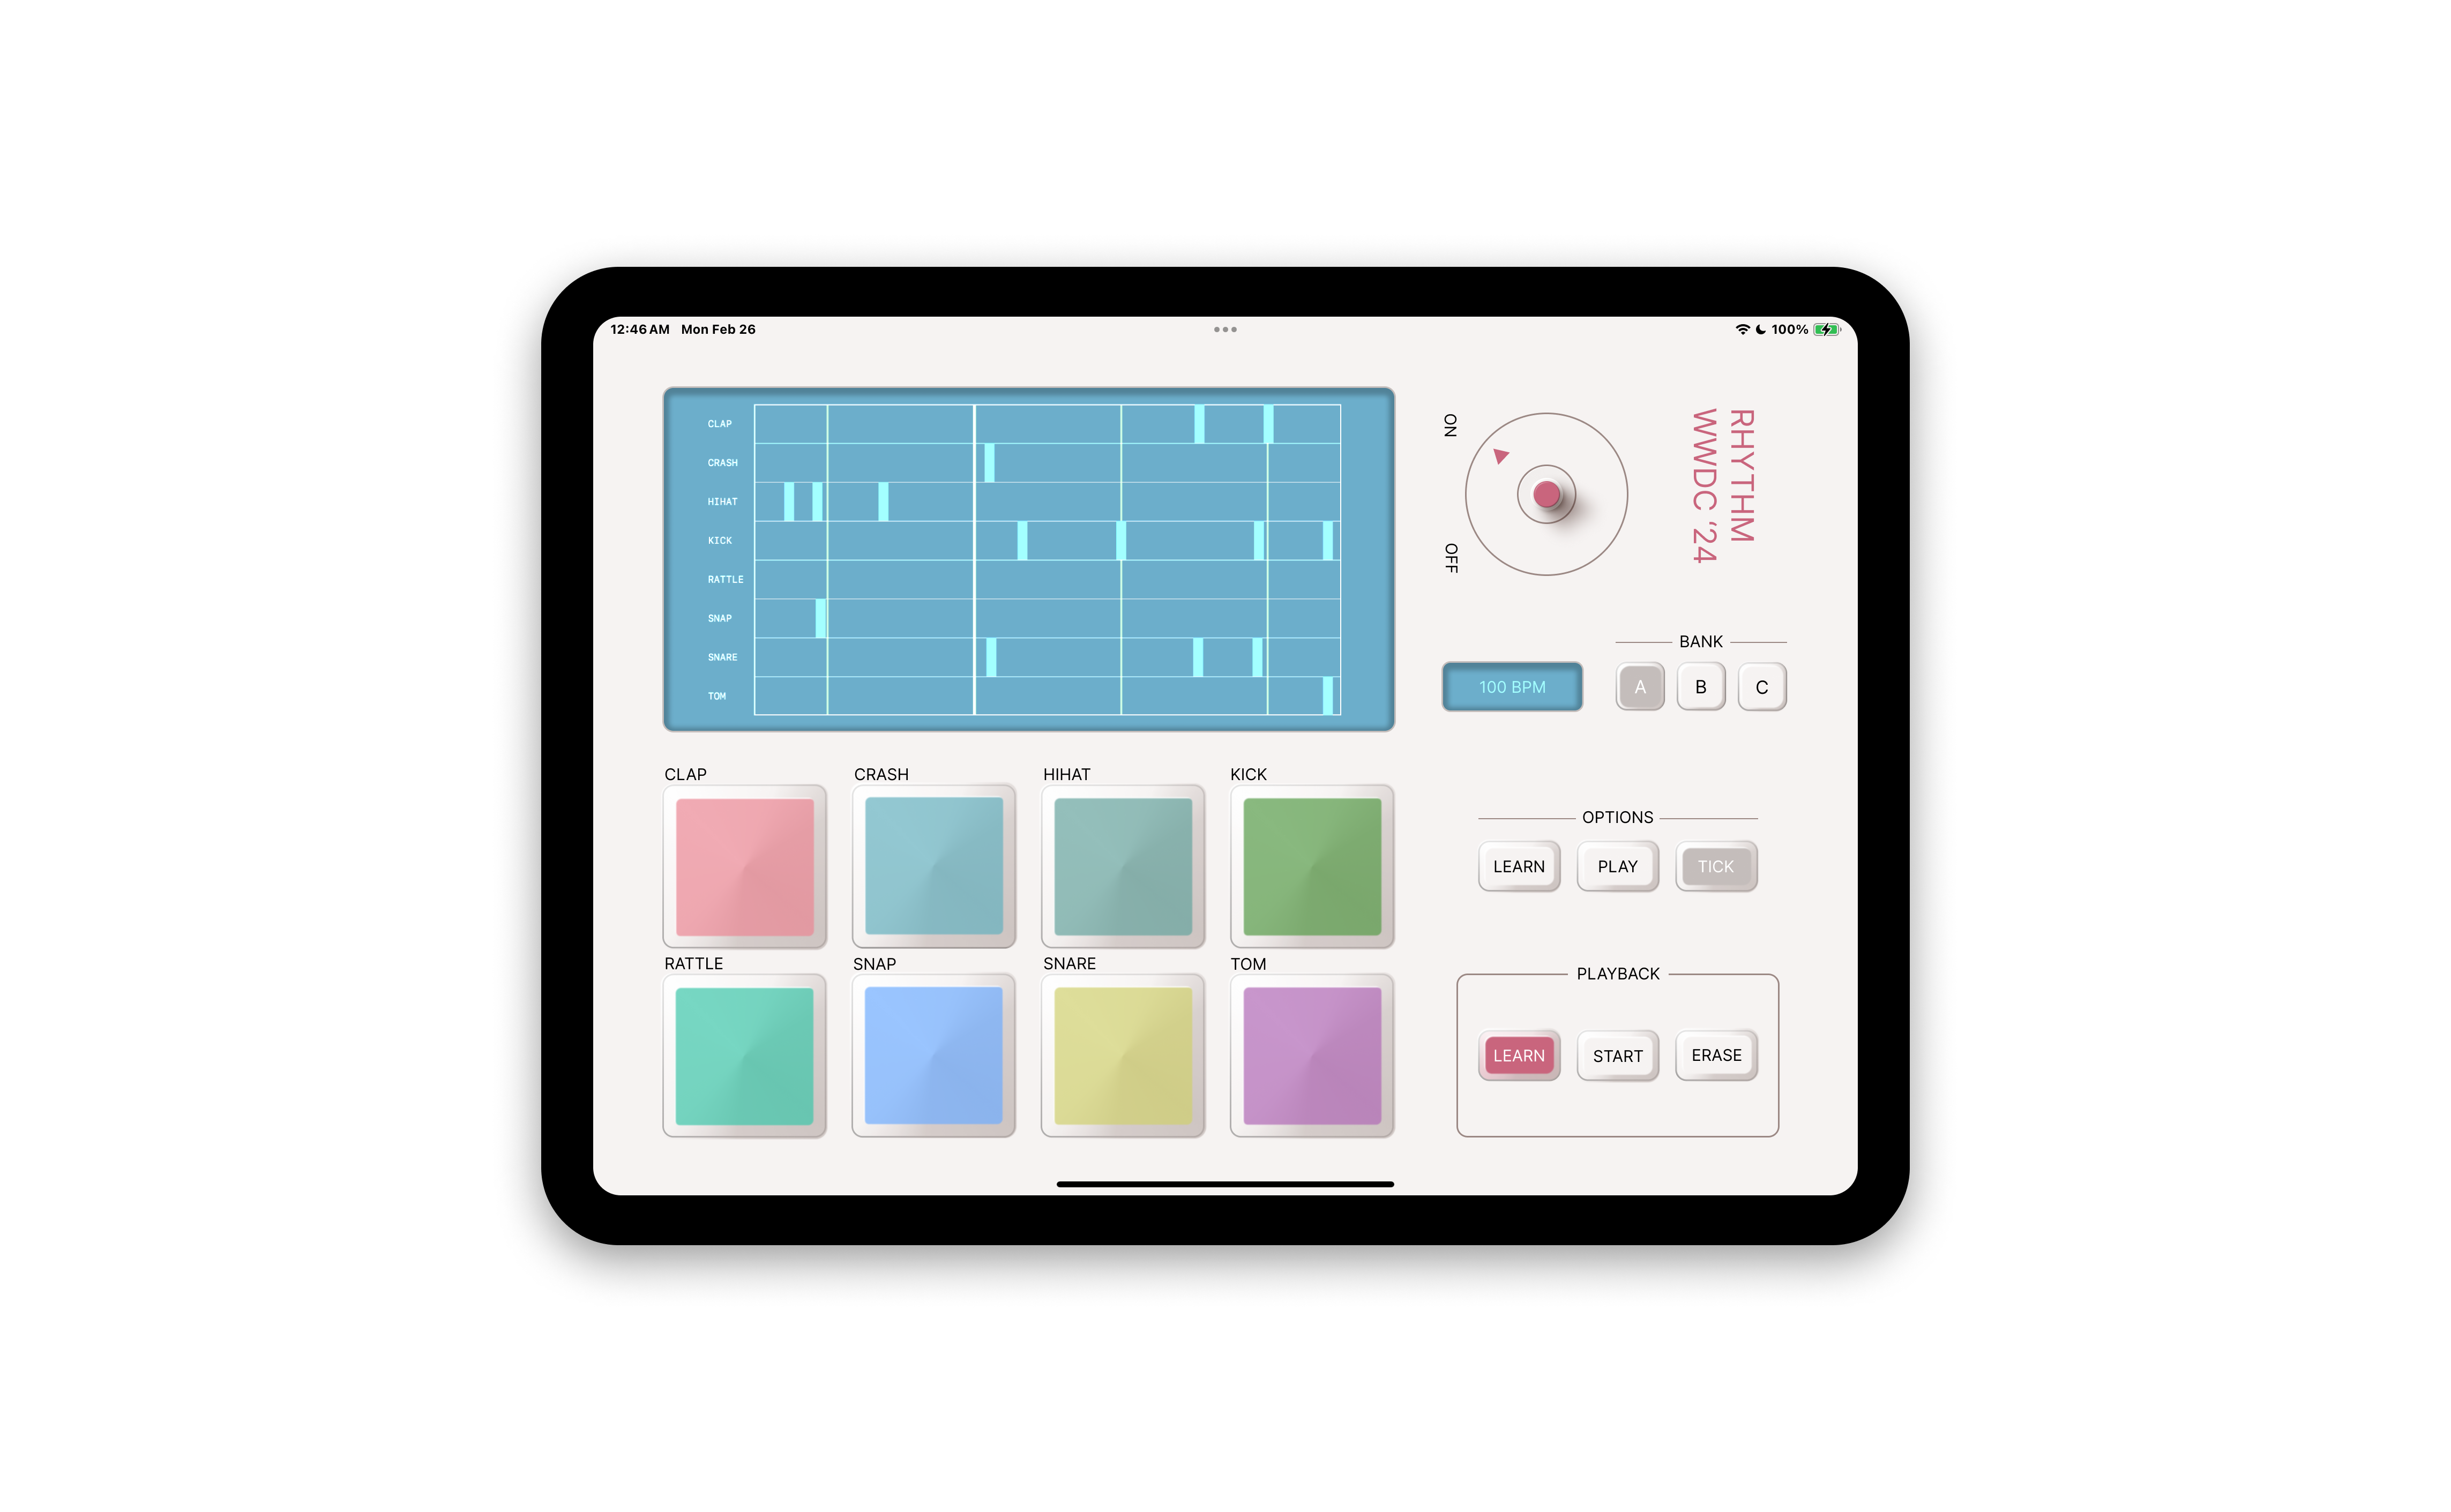 12:46 AM Mon Feb 26
100%
CLAP
CRASH
HIHAT
KICK
RATTLE
SNAP
SNARE
TOM
ON
OFF
RHYTHM
WWDC '24
BANK
100 BPM
A B C
CLAP CRASH HIHAT KICK
OPTIONS
LEARN PLAY TICK
RATTLE SNAP SNARE TOM
PLAYBACK
LEARN START ERASE